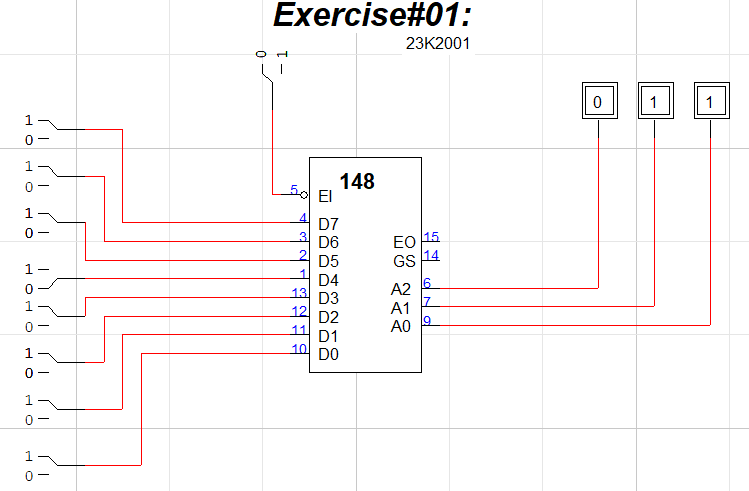 Exercise#01:
23K2001
0 1
0 1 1
1
0
1
0
1
0
1
0
1
0
1
0
1
0
1
0
148
5 EI
4 D7
3 D6
2 D5
1 D4
13 D3
12 D2
11 D1
10 D0
EO 15
GS 14
A2 6
A1 7
A0 9